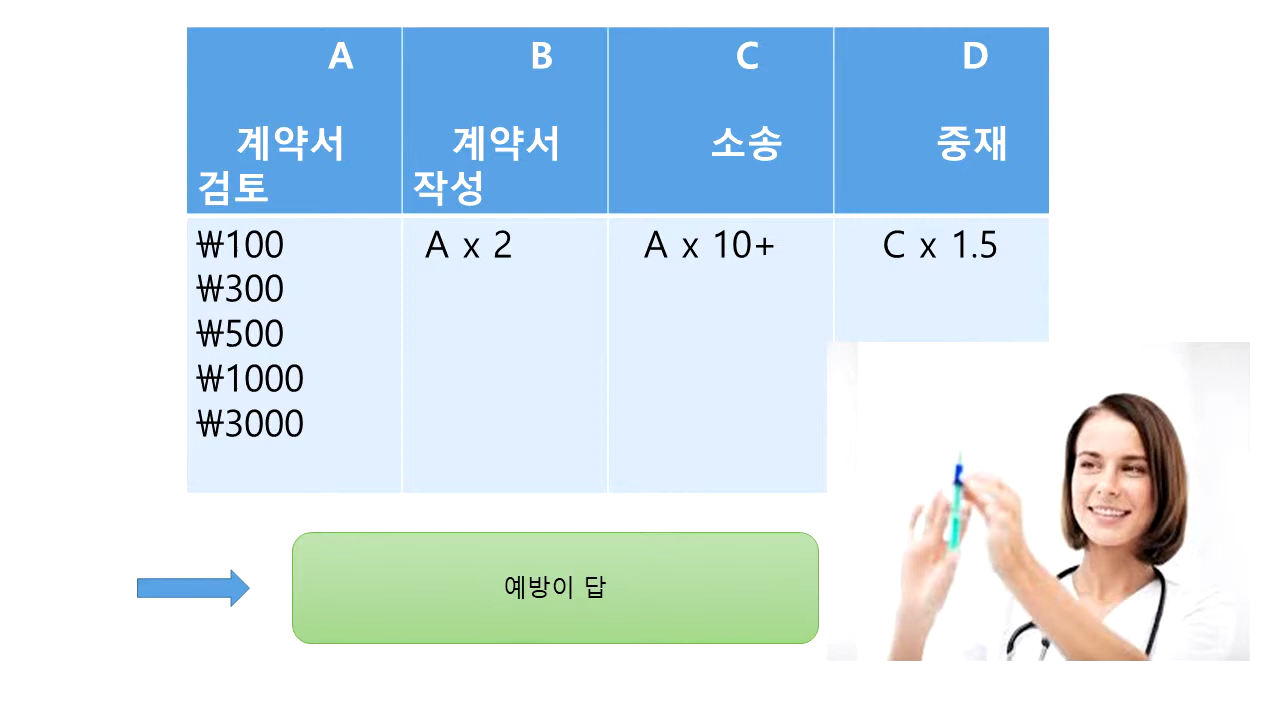 A
계약서
검토
B
계약서
작성
C
소송
D
중재
₩100
₩300
₩500
₩1000
₩3000
A x 2
A x 10+
C x 1.5
예방이 답